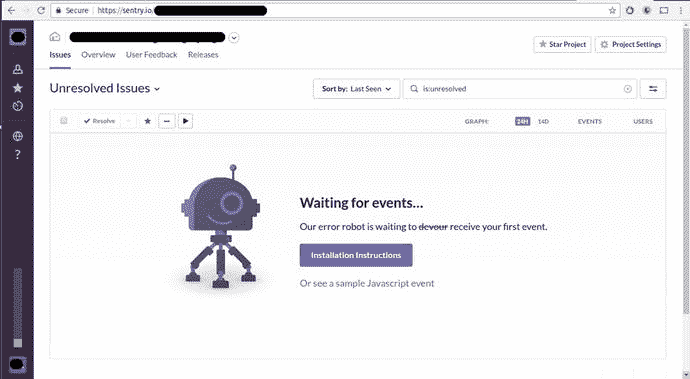 Secure https://sentry.io/
Issues Overview User Feedback Releases
Star Project Project Settings
Unresolved Issues
Sort by: Last Seen
is:unresolved
Resolve
GRAPH: 24H 14D EVENTS USERS
Waiting for events...
Our error robot is waiting to devour receive your first event.
Installation Instructions
Or see a sample Javascript event
?